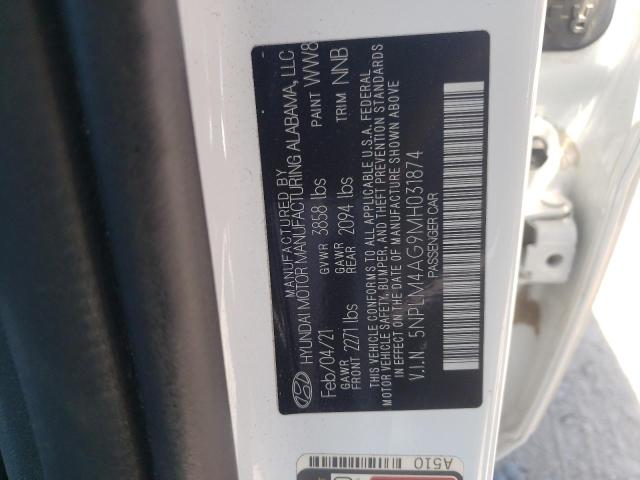 MANUFACTURED BY
HYUNDAI MOTOR MANUFACTURING ALABAMA, LLC
Feb/04/21 GVWR 3858 lbs PAINT WW8
GAWR FRONT 2271 lbs GAWR REAR 2094 lbs TRIM NNB
THIS VEHICLE CONFORMS TO ALL APPLICABLE U.S.A. FEDERAL
MOTOR VEHICLE SAFETY, BUMPER, AND THEFT PREVENTION STANDARDS
IN EFFECT ON THE DATE OF MANUFACTURE SHOWN ABOVE
V.I.N. 5NPLM4AG9MH031874
PASSENGER CAR
A510